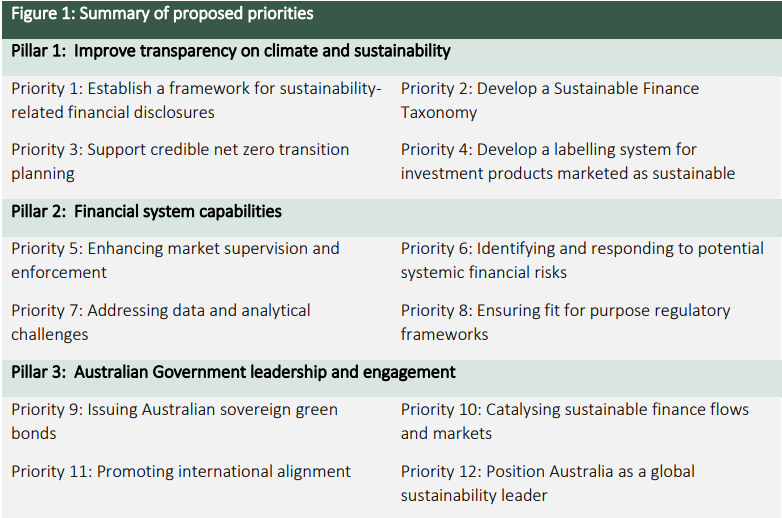 Figure 1: Summary of proposed priorities
Pillar 1: Improve transparency on climate and sustainability
Priority 1: Establish a framework for sustainability-
related financial disclosures
Priority 2: Develop a Sustainable Finance
Taxonomy
Priority 3: Support credible net zero transition
planning
Priority 4: Develop a labelling system for
investment products marketed as sustainable
Pillar 2: Financial system capabilities
Priority 5: Enhancing market supervision and
enforcement
Priority 6: Identifying and responding to potential
systemic financial risks
Priority 7: Addressing data and analytical
challenges
Priority 8: Ensuring fit for purpose regulatory
frameworks
Pillar 3: Australian Government leadership and engagement
Priority 9: Issuing Australian sovereign green
bonds
Priority 10: Catalysing sustainable finance flows
and markets
Priority 11: Promoting international alignment
Priority 12: Position Australia as a global
sustainability leader